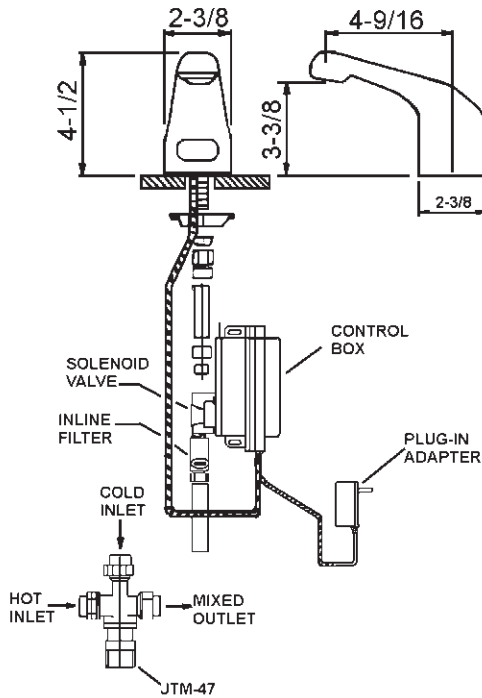 2-3/8
4-9/16
4-1/2
3-3/8
2-3/8
CONTROL
BOX
SOLENOID
VALVE
INLINE
FILTER
PLUG-IN
ADAPTER
COLD
INLET
HOT
INLET
MIXED
OUTLET
JTM-47